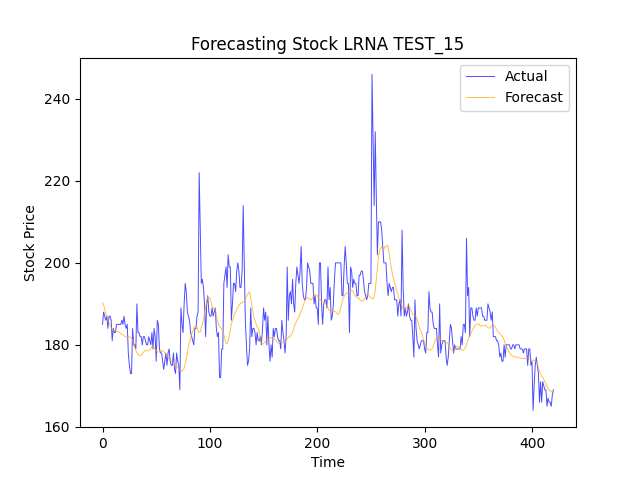 Forecasting Stock LRNA TEST_15
Actual
Forecast
Stock Price
240
220
200
180
160
0 100 200 300 400
Time